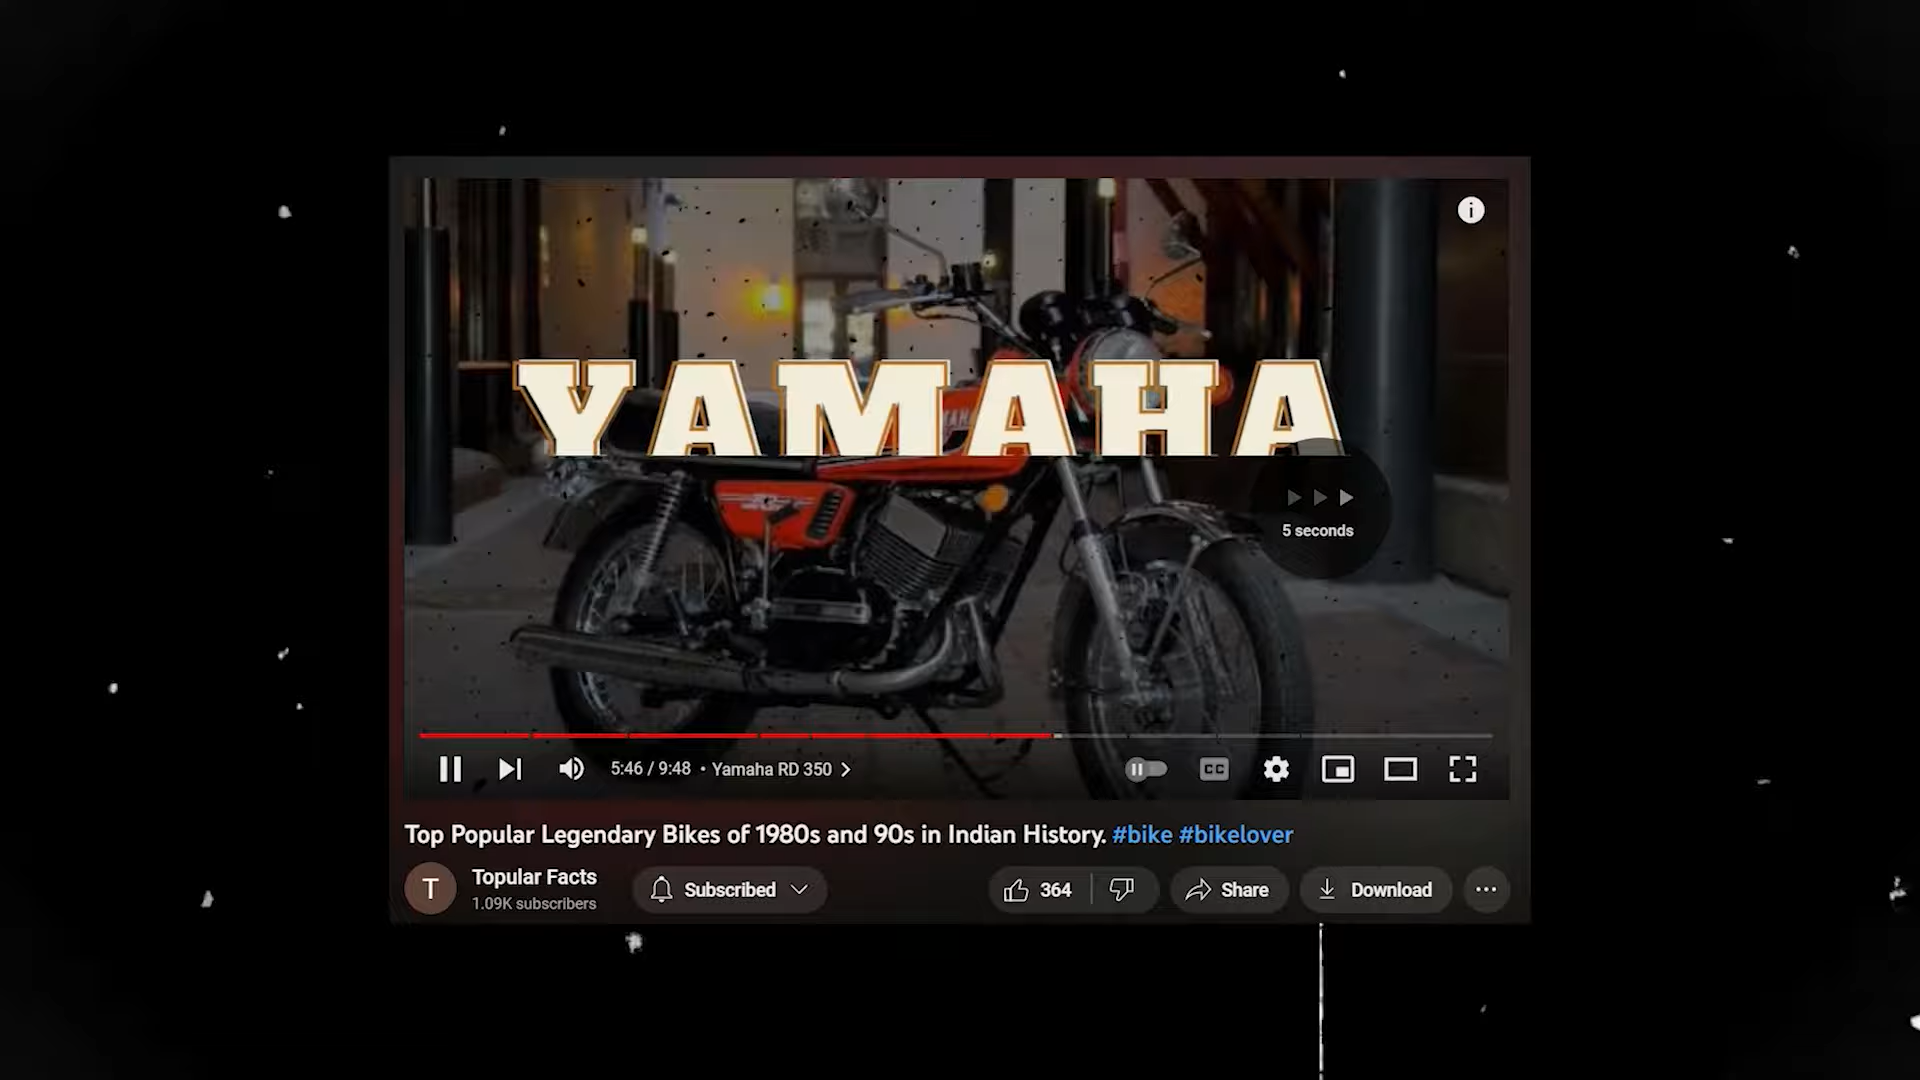 YAMAHA
5 seconds
5:46 / 9:48 • Yamaha RD 350
CC
Top Popular Legendary Bikes of 1980s and 90s in Indian History. #bike #bikelover
T
Topular Facts
1.09K subscribers
Subscribed
364
Share
Download